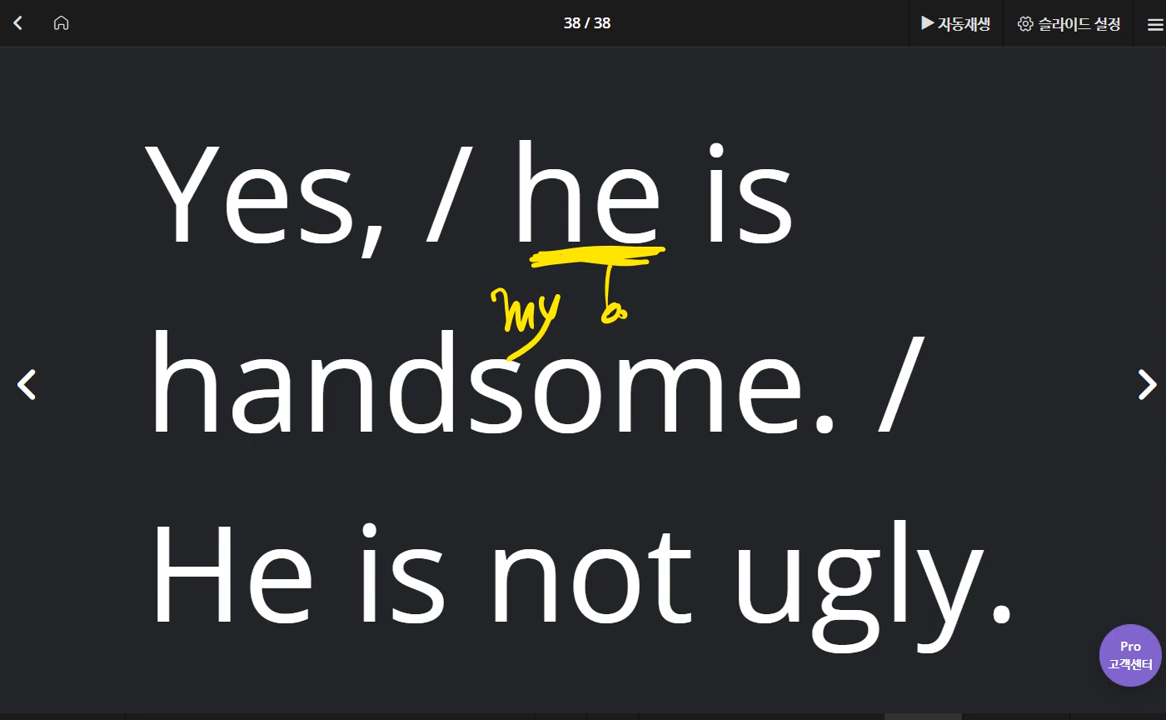 38 / 38
▶ 자동재생
슬라이드 설정
Yes, / he is
my b
handsome. /
He is not ugly.
Pro
고객센터